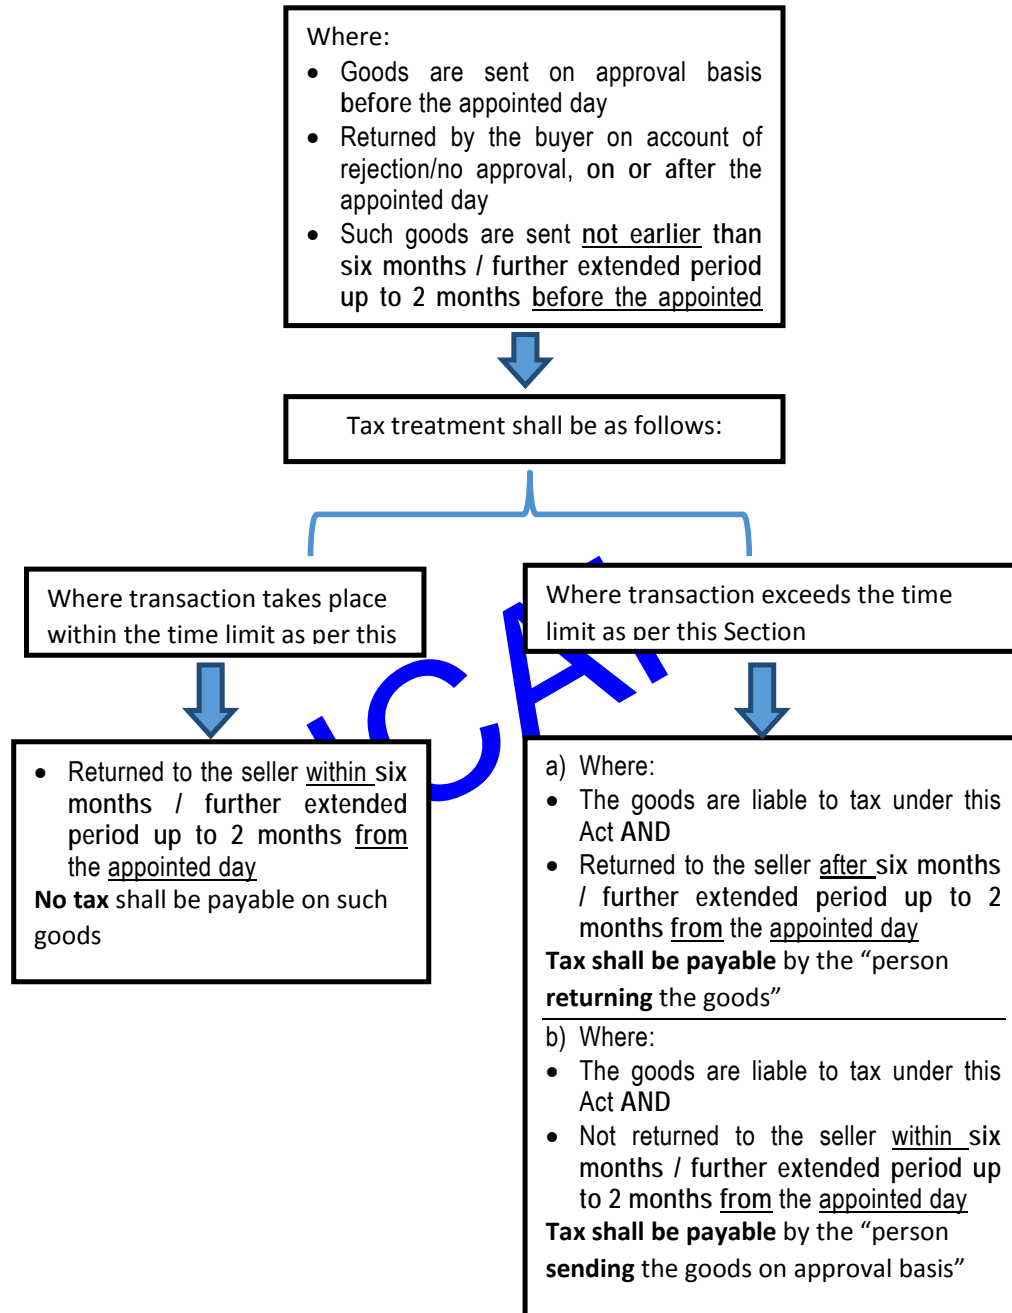 Where:
• Goods are sent on approval basis
before the appointed day
• Returned by the buyer on account of
rejection/no approval, on or after the
appointed day
• Such goods are sent not earlier than
six months / further extended period
up to 2 months before the appointed
Tax treatment shall be as follows:
Where transaction takes place
within the time limit as per this
Where transaction exceeds the time
limit as per this Section
• Returned to the seller within six
months / further extended
period up to 2 months from
the appointed day
No tax shall be payable on such
goods
a) Where:
• The goods are liable to tax under this
Act AND
• Returned to the seller after six months
/ further extended period up to 2
months from the appointed day
Tax shall be payable by the “person
returning the goods”
b) Where:
• The goods are liable to tax under this
Act AND
• Not returned to the seller within six
months / further extended period up
to 2 months from the appointed day
Tax shall be payable by the “person
sending the goods on approval basis”